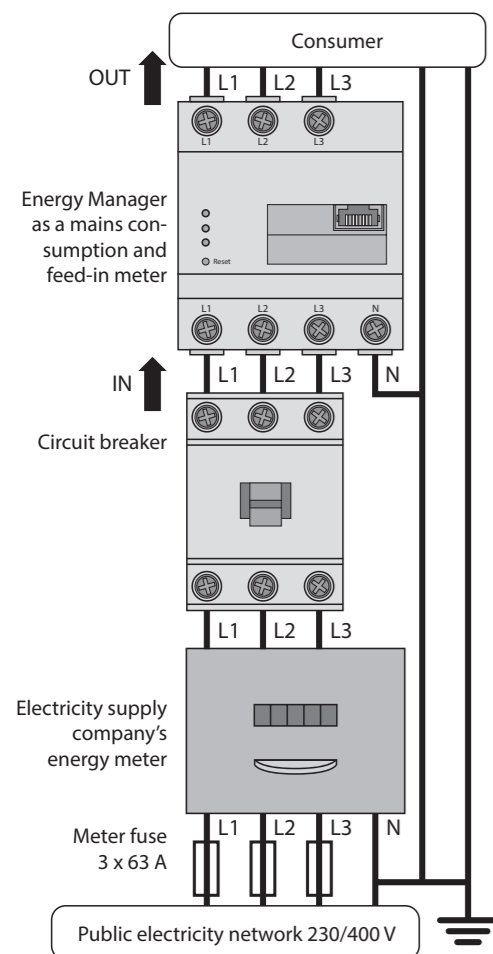 Consumer
OUT
L1 L2 L3
L1 L2 L3
Energy Manager
as a mains con-
sumption and
feed-in meter
Reset
L1 L2 L3 N
IN
L1 L2 L3 N
Circuit breaker
L1 L2 L3
Electricity supply
company’s
energy meter
L1 L2 L3 N
Meter fuse
3 x 63 A
Public electricity network 230/400 V